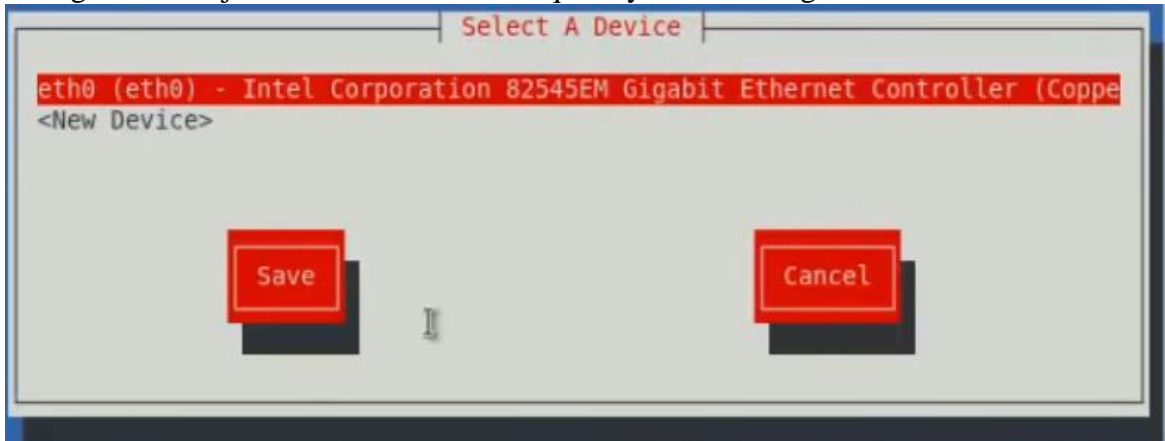 Select A Device
eth0 (eth0) - Intel Corporation 82545EM Gigabit Ethernet Controller (Coppe
<New Device>
Save Cancel